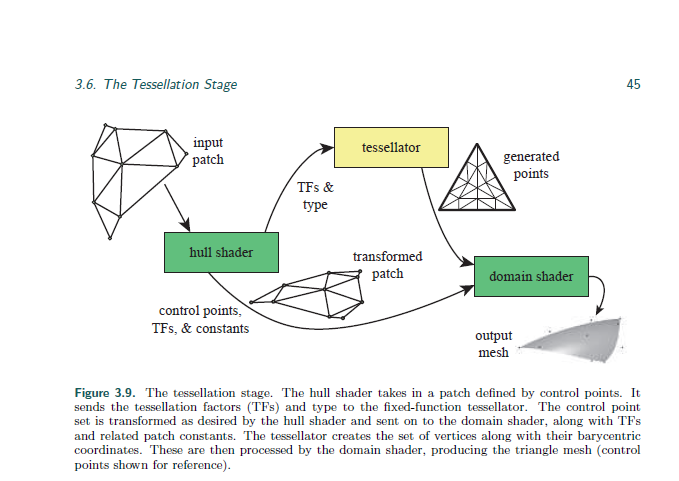 3.6. The Tessellation Stage 45
input
patch
tessellator
generated
points
TFs &
type
hull shader
transformed
patch
domain shader
control points,
TFs, & constants
output
mesh
Figure 3.9. The tessellation stage. The hull shader takes in a patch defined by control points. It
sends the tessellation factors (TFs) and type to the fixed-function tessellator. The control point
set is transformed as desired by the hull shader and sent on to the domain shader, along with TFs
and related patch constants. The tessellator creates the set of vertices along with their barycentric
coordinates. These are then processed by the domain shader, producing the triangle mesh (control
points shown for reference).